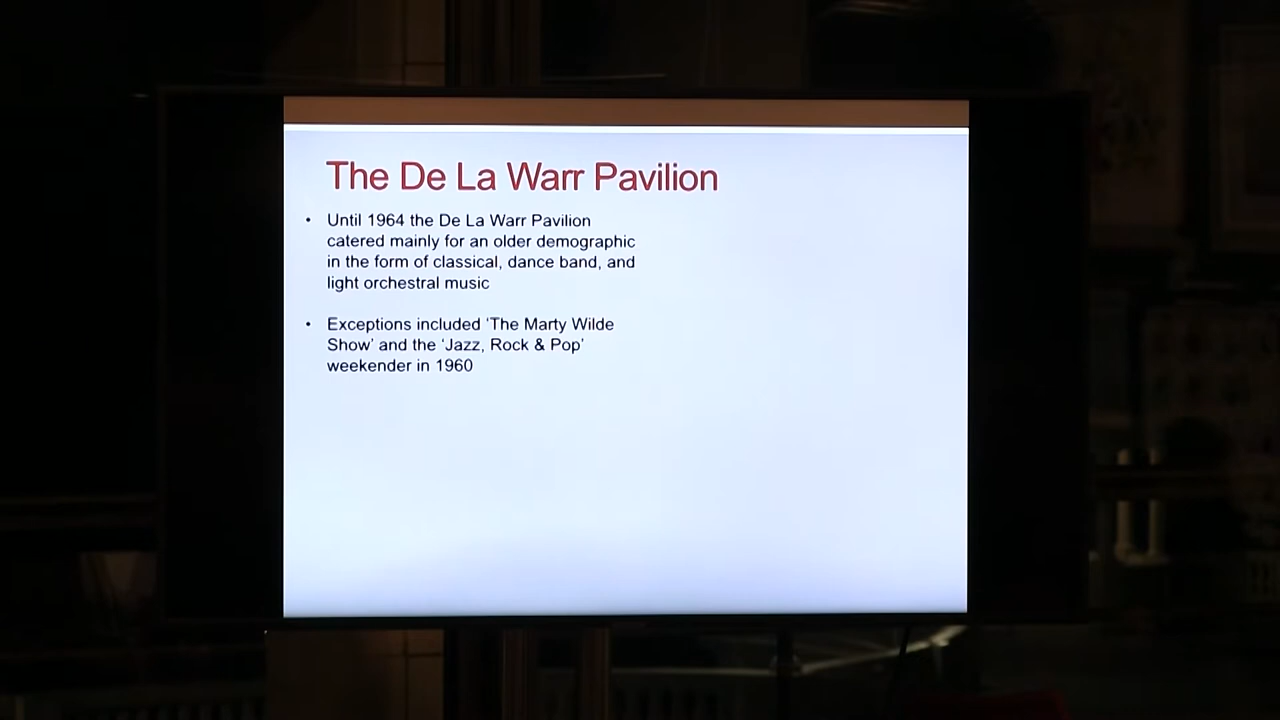 The De La Warr Pavilion
• Until 1964 the De La Warr Pavilion
catered mainly for an older demographic
in the form of classical, dance band, and
light orchestral music
• Exceptions included ‘The Marty Wilde
Show’ and the ‘Jazz, Rock & Pop’
weekender in 1960